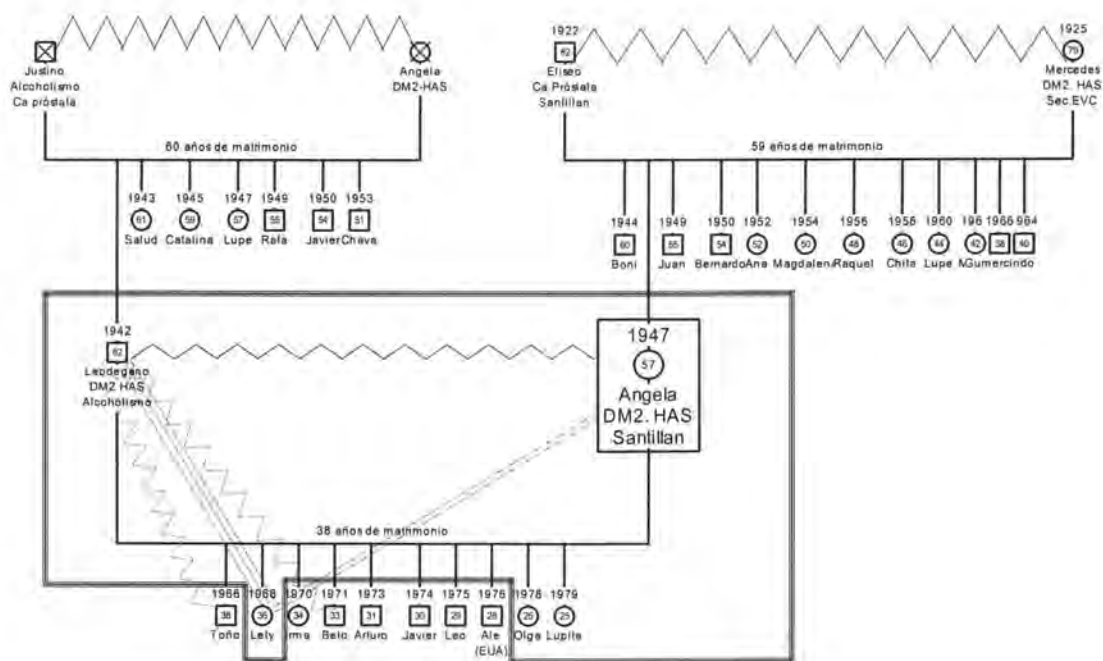 Justino
Alcoholismo
Ca próstata
Angela
DM2-HAS
60 años de matrimonio
1943 1945 1947 1949 1950 1953
61 59 57 55 54 51
Salud Catalina Lupe Rafa Javier Chava
1922
82
Eliseo
Ca Próstata
Santillan
1925
79
Mercedes
DM2. HAS
Sec.EVC
59 años de matrimonio
1944 1949 1950 1952 1954 1956 1958 1960 196 1966 964
60 55 54 52 50 48 46 44 42 38 40
Boni Juan Bernardo Ana Magdalena Raquel Chita Lupe Gumercindo
1942
62
DM2 HAS
Alcoholismo
1947
57
Angela
DM2. HAS
Santillan
38 años de matrimonio
1966 1968 1970 1971 1973 1974 1975 1976 1978 1979
38 36 34 33 31 30 29 28 26 25
Toño Lely Irma Beto Arturo Javier Leo Ale Olga Lupita
(EUA)